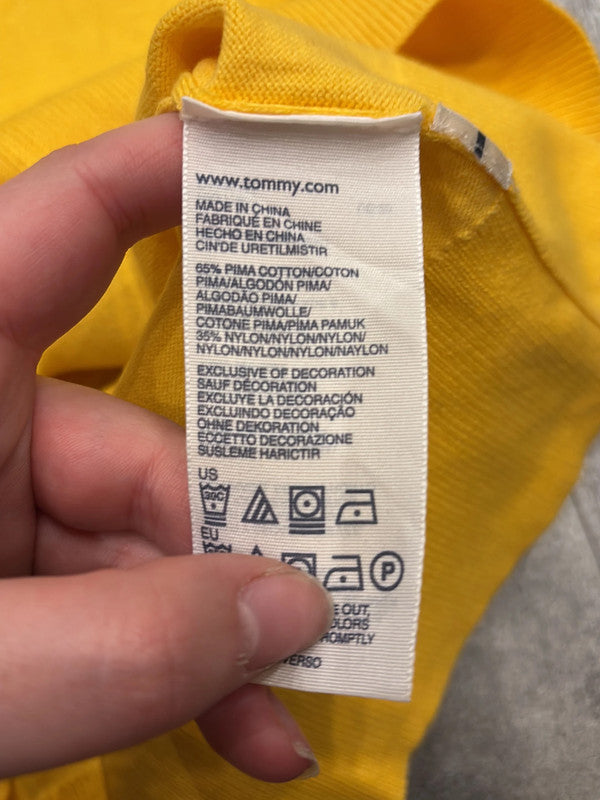 www.tommy.com
MADE IN CHINA
FABRIQUÉ EN CHINE
HECHO EN CHINA
CIN'DE URETILMISTIR
65% PIMA COTTON/COTON
PIMA/ALGODÓN PIMA/
ALGODÃO PIMA/
PIMABAUMWOLLE/
COTONE PIMA/PIMA PAMUK
35% NYLON/NYLON/NYLON/
NYLON/NYLON/NYLON/NAYLON
EXCLUSIVE OF DECORATION
SAUF DÉCORATION
EXCLUYE LA DECORACIÓN
EXCLUINDO DECORAÇÃO
OHNE DEKORATION
ECCETTO DECORAZIONE
SUSLEME HARICTIR
US
30C
EU
P
OUT,
PROMPTLY